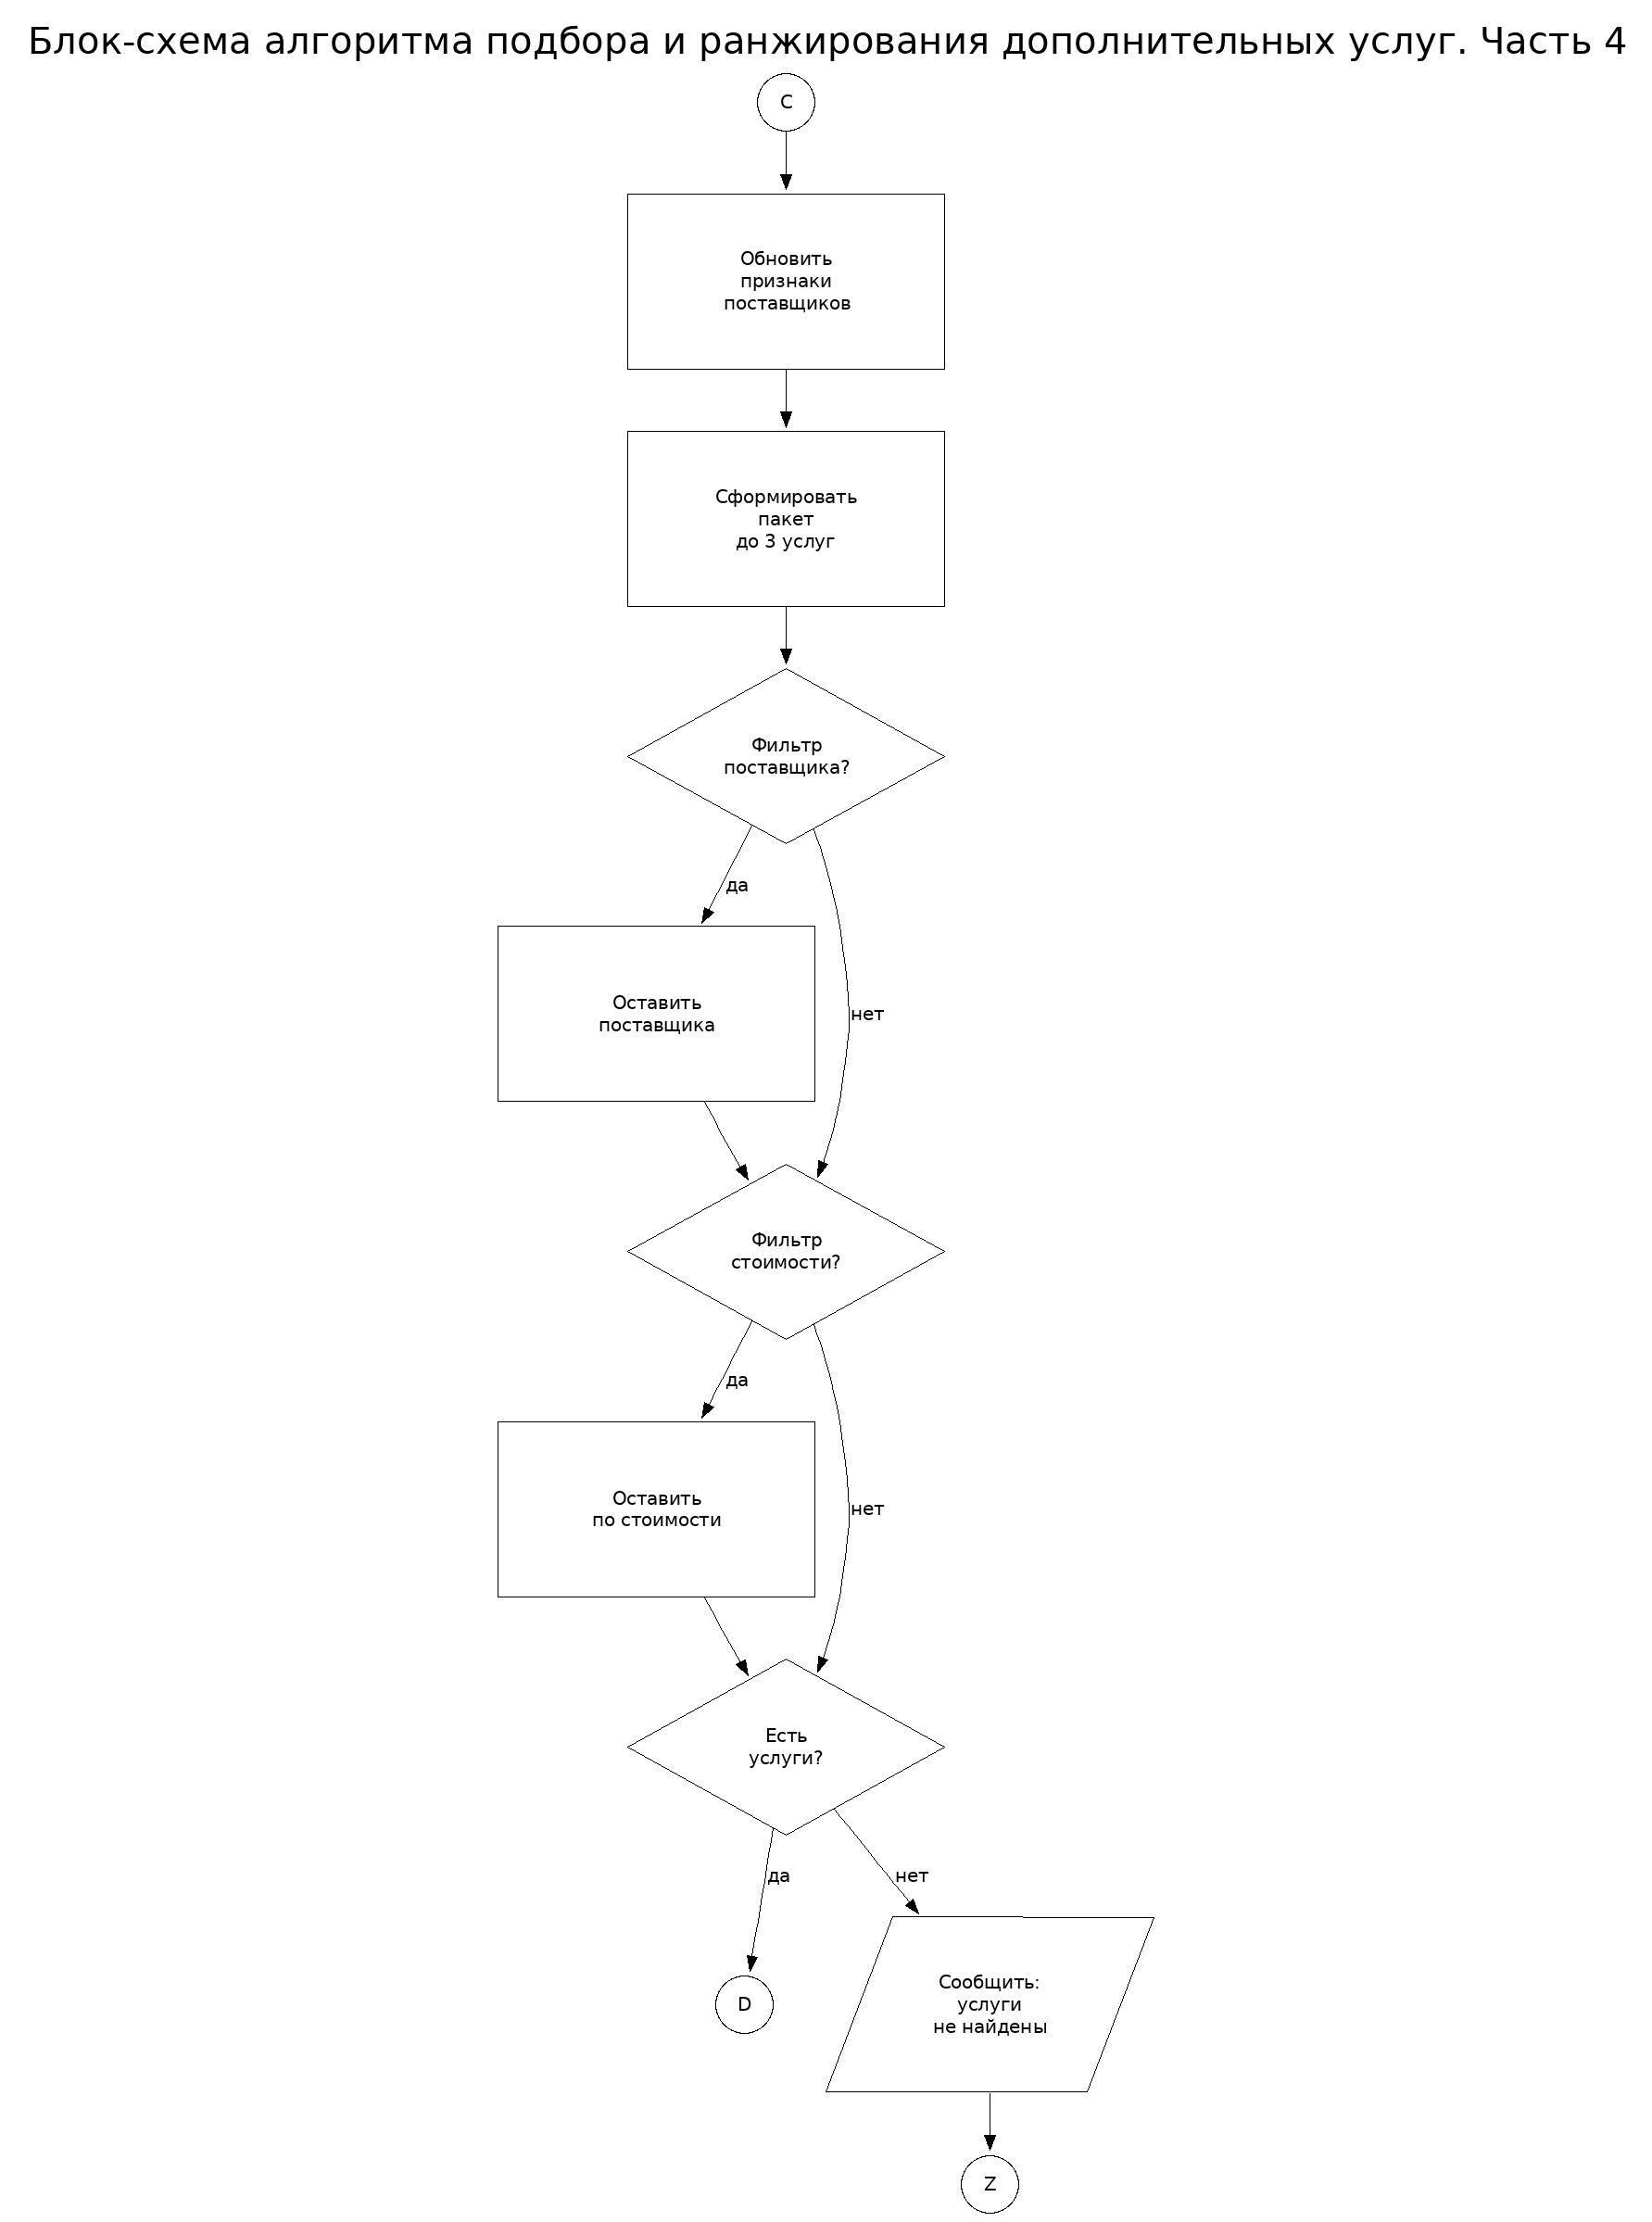 Блок-схема алгоритма подбора и ранжирования дополнительных услуг. Часть 4
C
Обновить
признаки
поставщиков
Сформировать
пакет
до 3 услуг
Фильтр
поставщика?
да
Оставить
поставщика
нет
Фильтр
стоимости?
да
Оставить
по стоимости
нет
Есть
услуги?
да
нет
D
Сообщить:
услуги
не найдены
Z